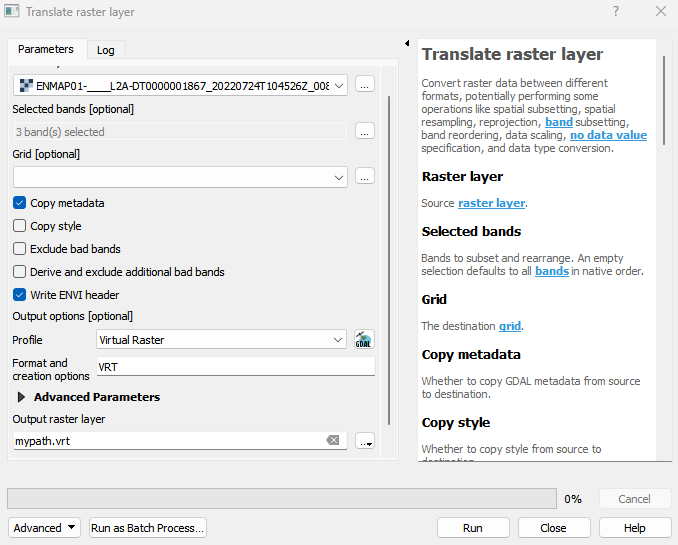 Translate raster layer
?
Parameters
Log
ENMAP01-____L2A-DT0000001867_20220724T104526Z_008
...
Selected bands [optional]
3 band(s) selected
...
Grid [optional]
...
Copy metadata
Copy style
Exclude bad bands
Derive and exclude additional bad bands
Write ENVI header
Output options [optional]
Profile
Virtual Raster
GDAL
Format and
creation options
VRT
Advanced Parameters
Output raster layer
mypath.vrt
...
Translate raster layer
Convert raster data between different
formats, potentially performing some
operations like spatial subsetting, spatial
resampling, reprojection, band subsetting,
band reordering, data scaling, no data value
specification, and data type conversion.
Raster layer
Source raster layer.
Selected bands
Bands to subset and rearrange. An empty
selection defaults to all bands in native order.
Grid
The destination grid.
Copy metadata
Whether to copy GDAL metadata from source
to destination.
Copy style
Whether to copy style from source to
destination.
0%
Cancel
Advanced
Run as Batch Process...
Run
Close
Help